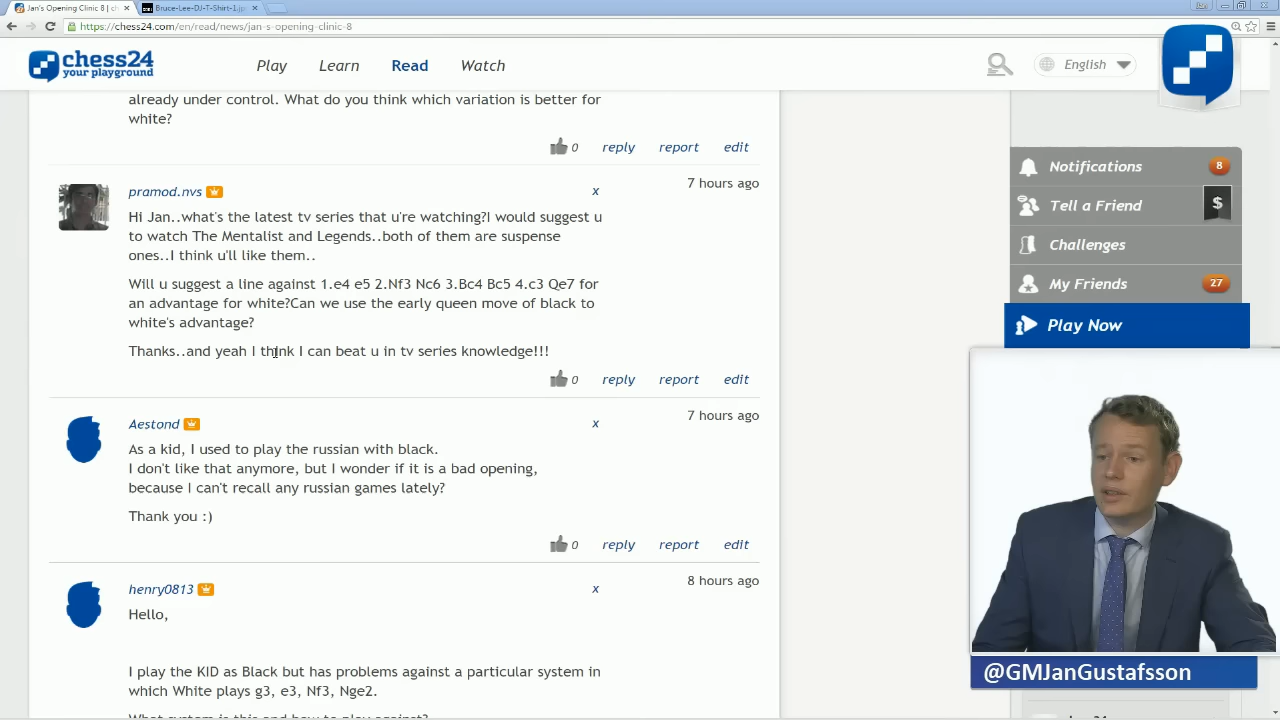 Jan's Opening Clinic 8 | ch
Bruce-Lee-DJ-T-Shirt-1.jp
https://chess24.com/en/read/news/jan-s-opening-clinic-8
chess24
your playground
Play
Learn
Read
Watch
English
already under control. What do you think which variation is better for
white?
0 reply report edit
pramod.nvs
x
7 hours ago
Hi Jan..what's the latest tv series that u're watching?I would suggest u
to watch The Mentalist and Legends..both of them are suspense
ones..I think u'll like them..
Will u suggest a line against 1.e4 e5 2.Nf3 Nc6 3.Bc4 Bc5 4.c3 Qe7 for
an advantage for white?Can we use the early queen move of black to
white's advantage?
Thanks..and yeah I think I can beat u in tv series knowledge!!!
0 reply report edit
Aestond
x
7 hours ago
As a kid, I used to play the russian with black.
I don't like that anymore, but I wonder if it is a bad opening,
because I can't recall any russian games lately?
Thank you :)
0 reply report edit
henry0813
x
8 hours ago
Hello,
I play the KID as Black but has problems against a particular system in
which White plays g3, e3, Nf3, Nge2.
What system is this and how to play against?
Notifications 8
Tell a Friend
$
Challenges
My Friends 27
Play Now
@GMJanGustafsson